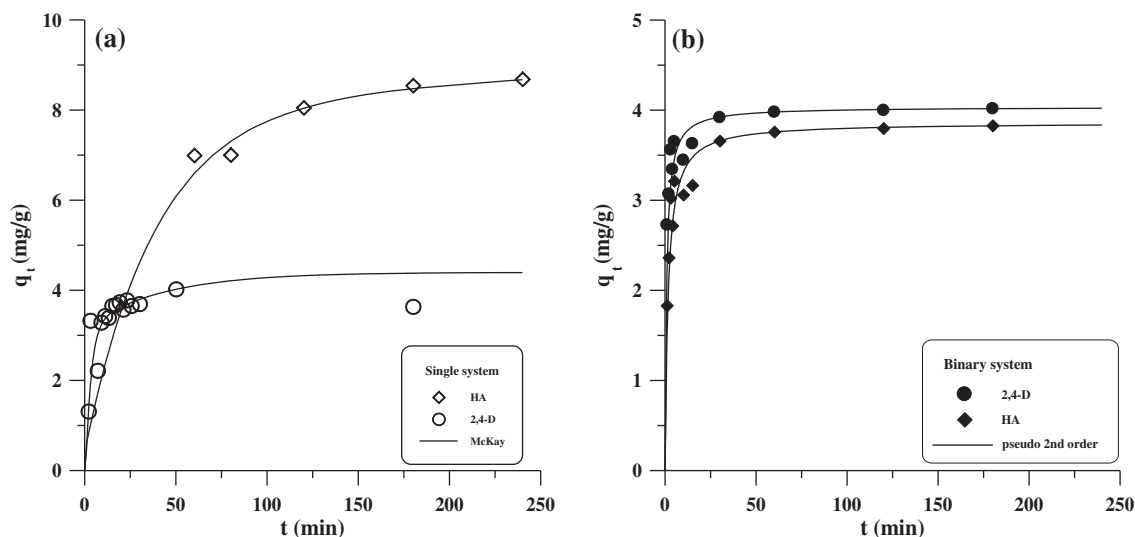 (a)
10
8
6
4
2
0
q t (mg/g)
0 50 100 150 200 250
t (min)
Single system
HA
2,4-D
McKay
(b)
5
4
3
2
1
0
q t (mg/g)
0 50 100 150 200 250
t (min)
Binary system
2,4-D
HA
pseudo 2nd order